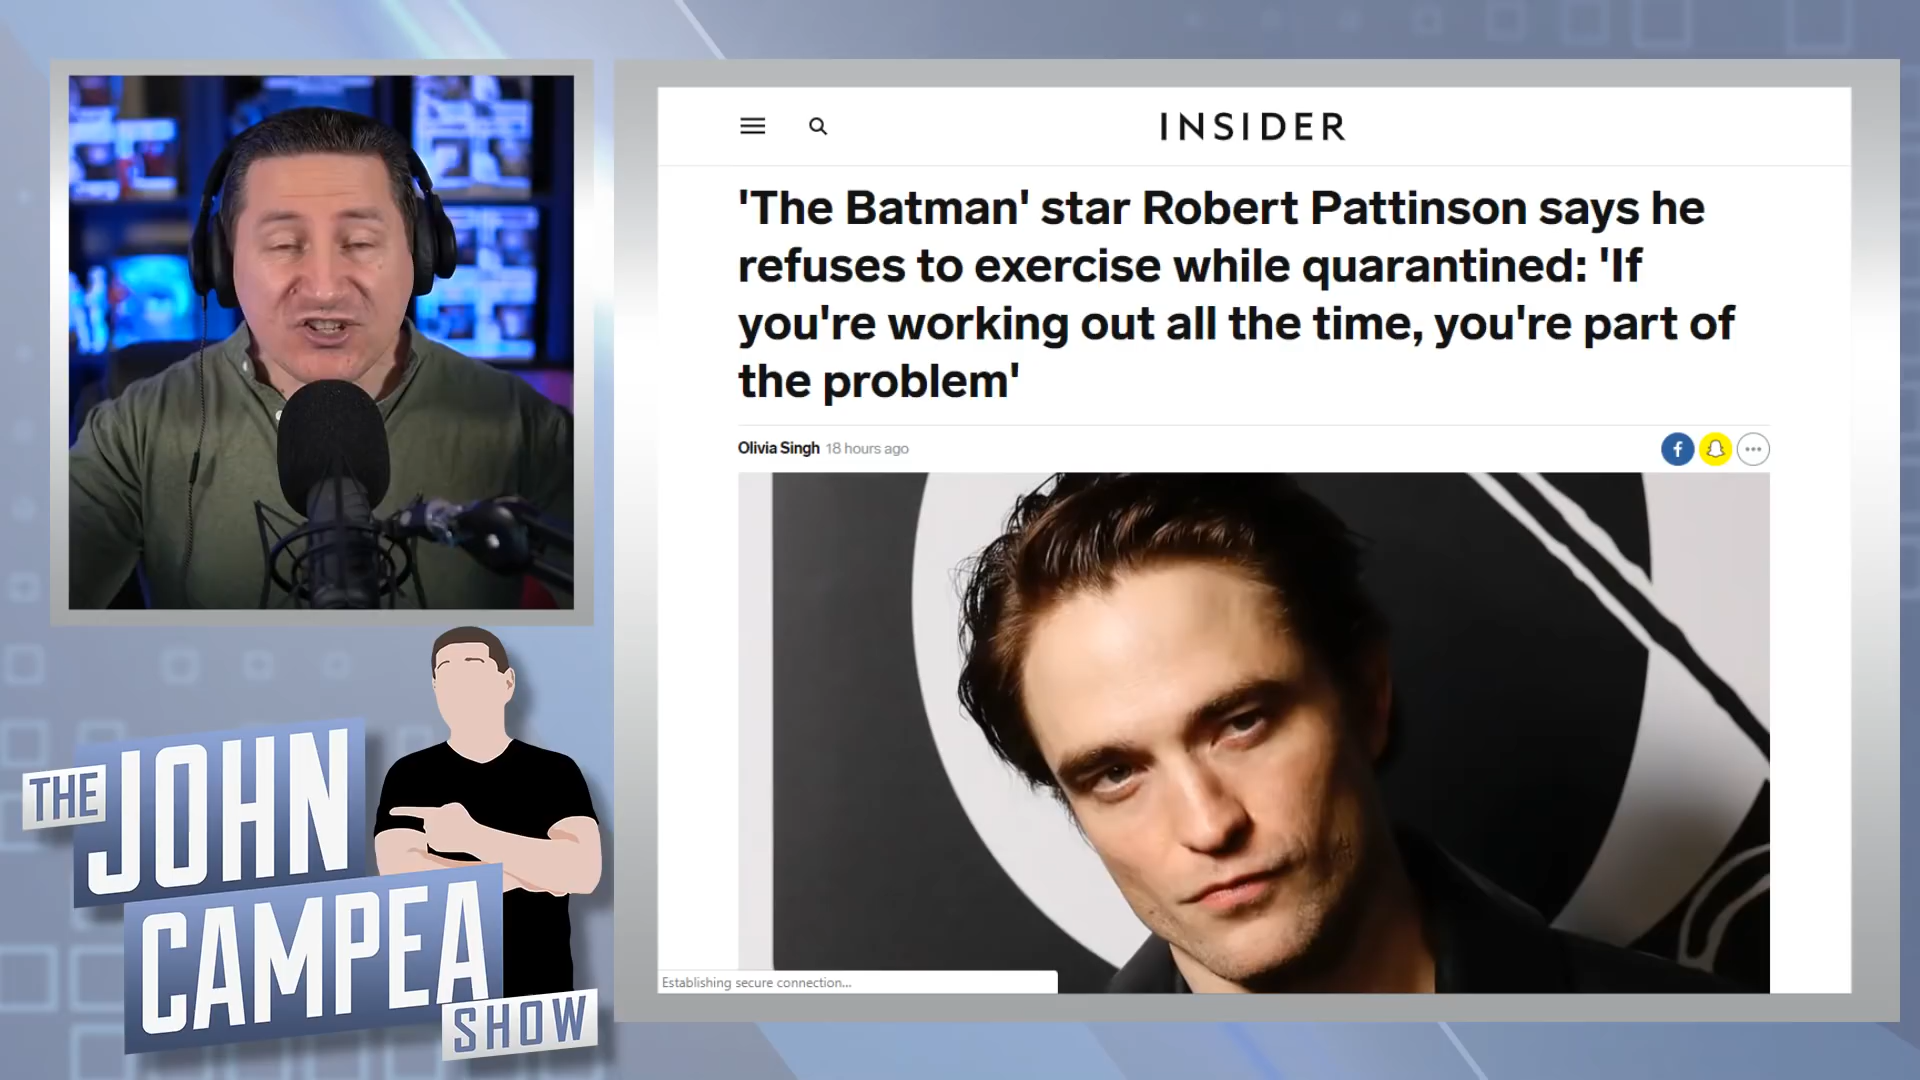 INSIDER
'The Batman' star Robert Pattinson says he
refuses to exercise while quarantined: 'If
you're working out all the time, you're part of
the problem'
Olivia Singh 18 hours ago
Establishing secure connection...
THE
JOHN
CAMPEA
SHOW